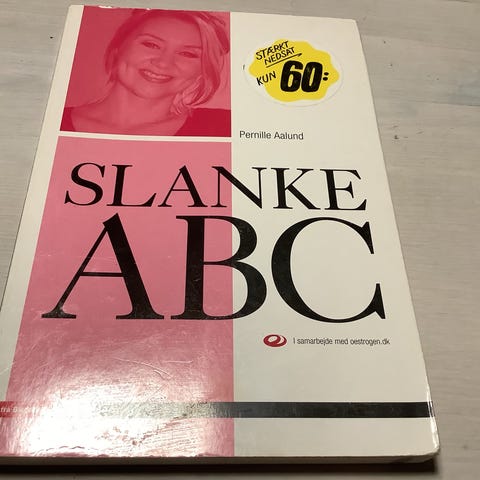 STÆRKT
NEDSAT
KUN 60:
Pernille Aalund
SLANKE
ABC
I samarbejde med oestrogen.dk